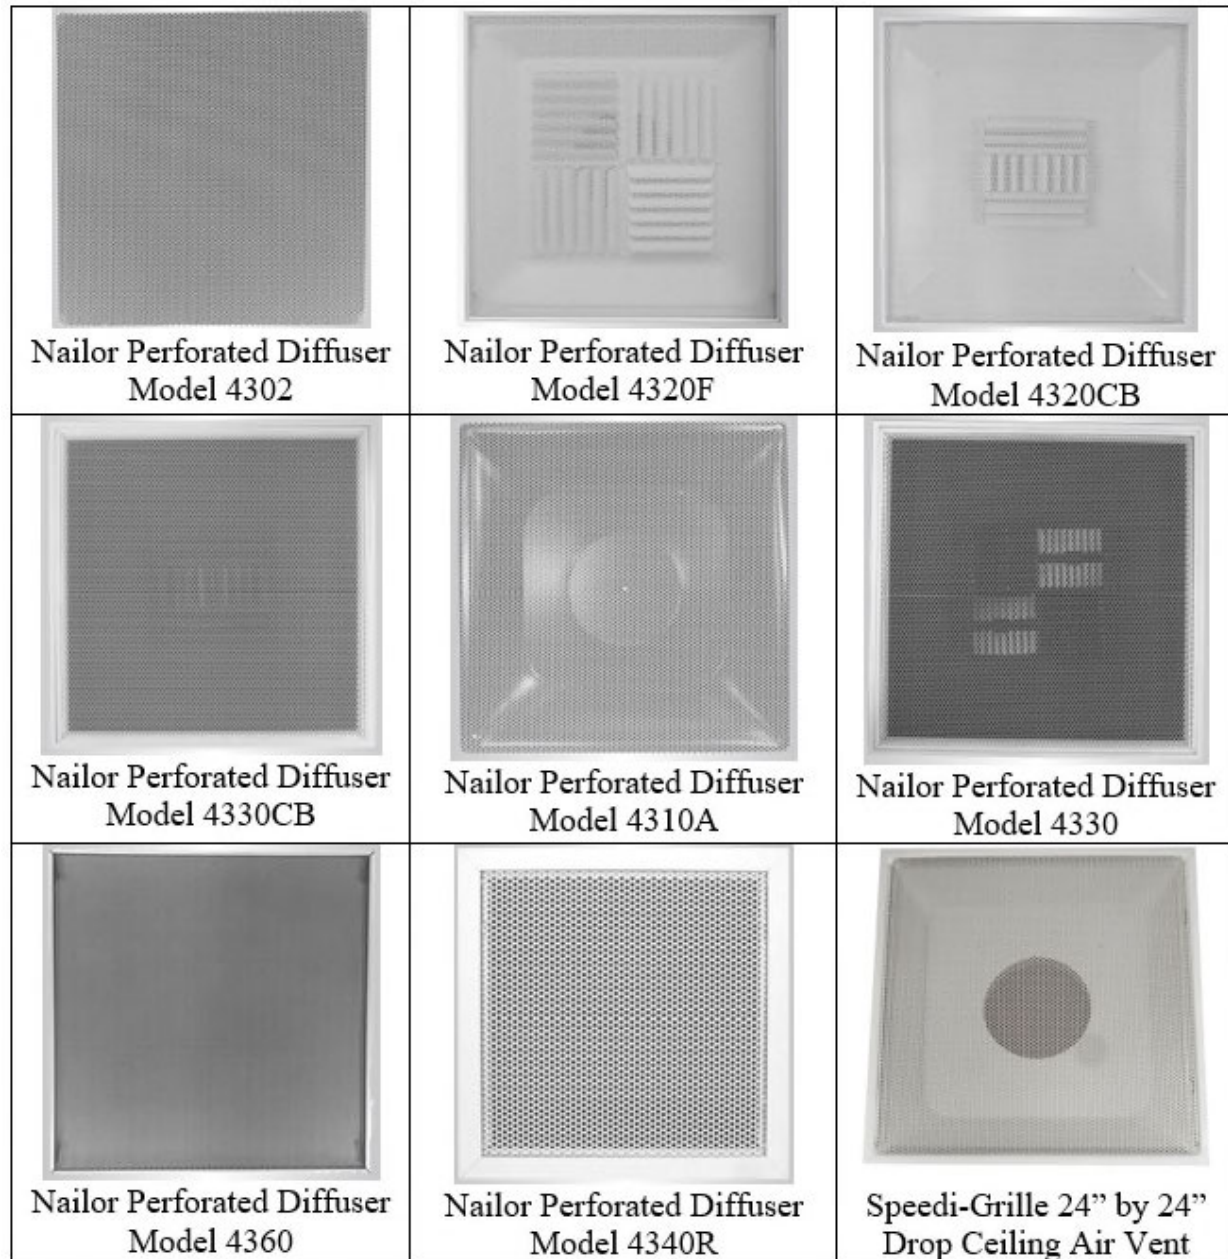 Nailor Perforated Diffuser
Model 4302
Nailor Perforated Diffuser
Model 4320F
Nailor Perforated Diffuser
Model 4320CB
Nailor Perforated Diffuser
Model 4330CB
Nailor Perforated Diffuser
Model 4310A
Nailor Perforated Diffuser
Model 4330
Nailor Perforated Diffuser
Model 4360
Nailor Perforated Diffuser
Model 4340R
Speedi-Grille 24” by 24”
Drop Ceiling Air Vent